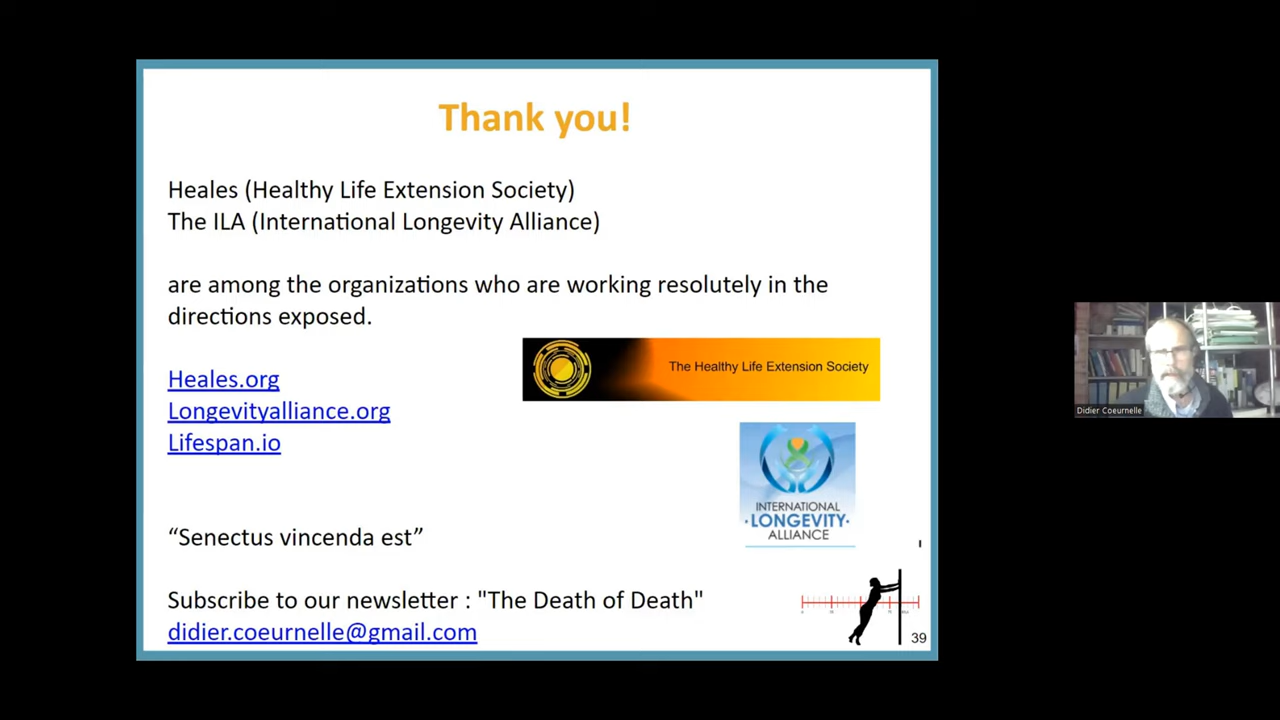 Thank you!
Heales (Healthy Life Extension Society)
The ILA (International Longevity Alliance)
are among the organizations who are working resolutely in the
directions exposed.
The Healthy Life Extension Society
Heales.org
Longevityalliance.org
Lifespan.io
INTERNATIONAL
·LONGEVITY·
ALLIANCE
“Senectus vincenda est”
Subscribe to our newsletter : "The Death of Death"
didier.coeurnelle@gmail.com
39
Didier Coeurnelle